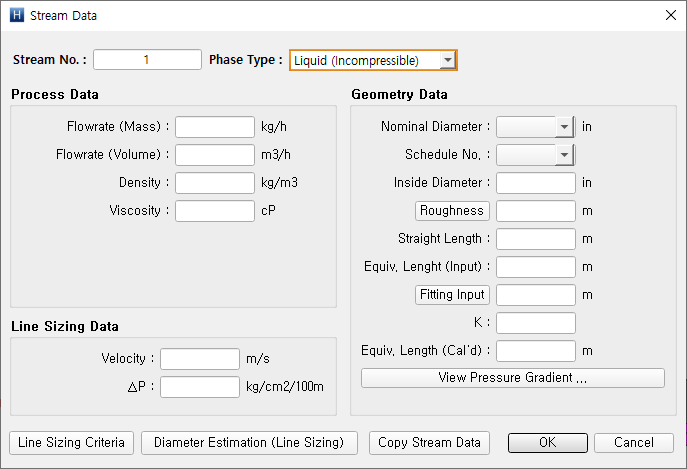 H Stream Data
Stream No. : 1 Phase Type : Liquid (Incompressible)
Process Data
Flowrate (Mass) : kg/h
Flowrate (Volume) : m3/h
Density : kg/m3
Viscosity : cP
Line Sizing Data
Velocity : m/s
△P : kg/cm2/100m
Geometry Data
Nominal Diameter : in
Schedule No. :
Inside Diameter : in
Roughness m
Straight Length : m
Equiv. Lenght (Input) : m
Fitting Input m
K :
Equiv. Length (Cal'd) : m
View Pressure Gradient ...
Line Sizing Criteria Diameter Estimation (Line Sizing) Copy Stream Data OK Cancel